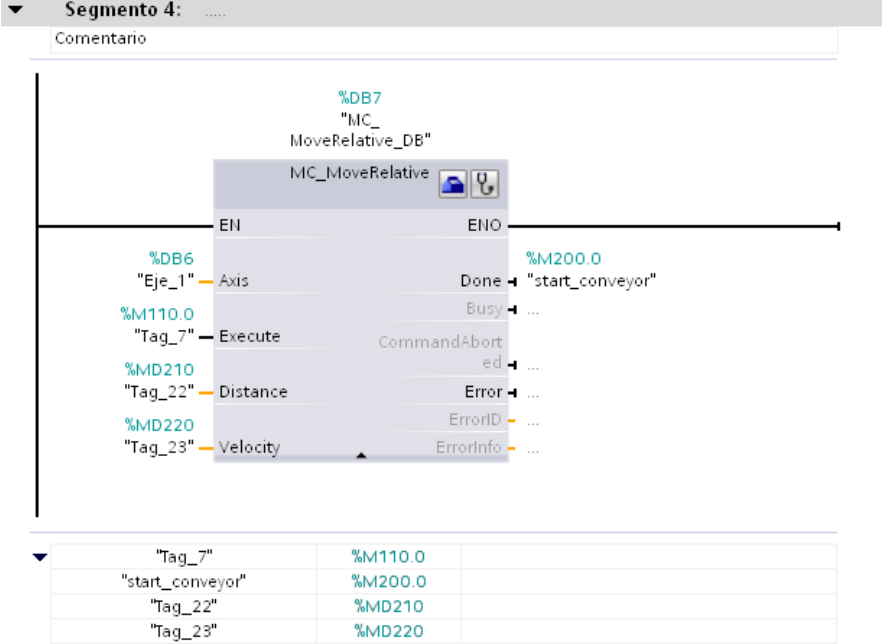 Segmento 4: .....
Comentario
%DB7
"MC_
MoveRelative_DB"
MC_MoveRelative
EN ENO
%DB6 %M200.0
"Eje_1" Axis Done "start_conveyor"
%M110.0 Busy ...
"Tag_7" Execute CommandAbort
ed ...
%MD210
"Tag_22" Distance Error ...
%MD220 ErrorID ...
"Tag_23" Velocity ErrorInfo ...
"Tag_7" %M110.0
"start_conveyor" %M200.0
"Tag_22" %MD210
"Tag_23" %MD220